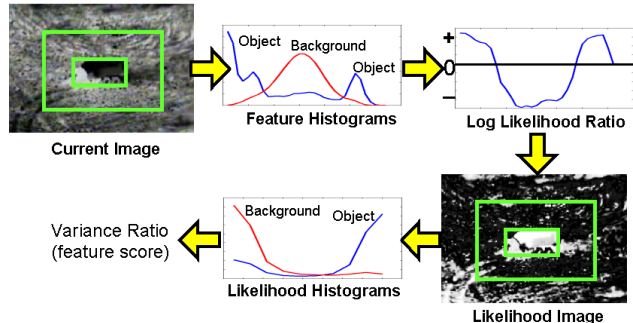 Object
Background
Object
Feature Histograms
+
0
−
Log Likelihood Ratio
Current Image
Background
Object
Likelihood Histograms
Variance Ratio
(feature score)
Likelihood Image